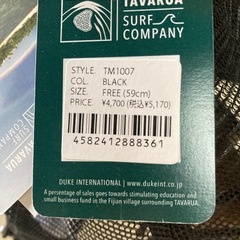 TAVARUA
SURF
COMPANY
STYLE. TM1007
COL. BLACK
SIZE. FREE (59cm)
PRICE. ¥4,700 (税込¥5,170)
4582412888361
DUKE INTERNATIONAL | www.dukeint.co.jp
A percentage of sales goes towards stimulating education and
small business fund in the Fijian village surrounding TAVARUA.